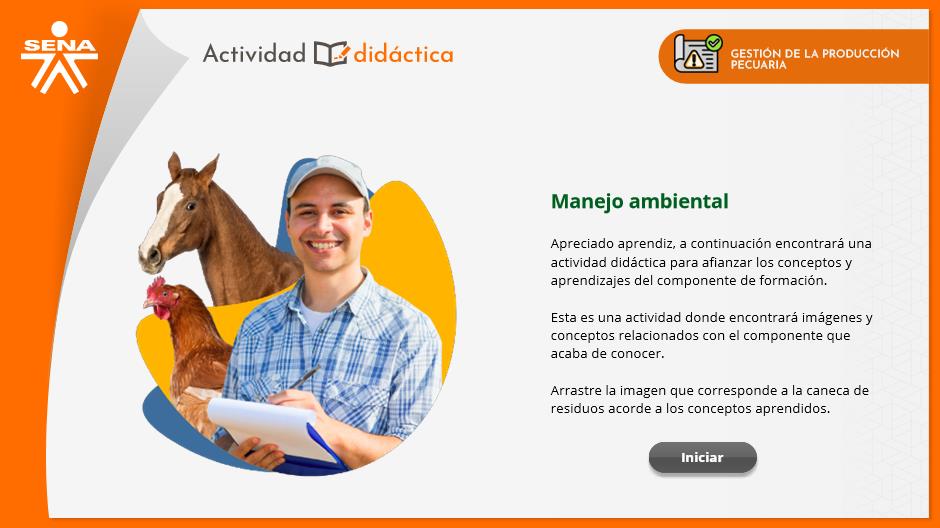 SENA
Actividad didáctica
GESTIÓN DE LA PRODUCCIÓN
PECUARIA
Manejo ambiental
Apreciado aprendiz, a continuación encontrará una
actividad didáctica para afianzar los conceptos y
aprendizajes del componente de formación.
Esta es una actividad donde encontrará imágenes y
conceptos relacionados con el componente que
acaba de conocer.
Arrastre la imagen que corresponde a la caneca de
residuos acorde a los conceptos aprendidos.
Iniciar